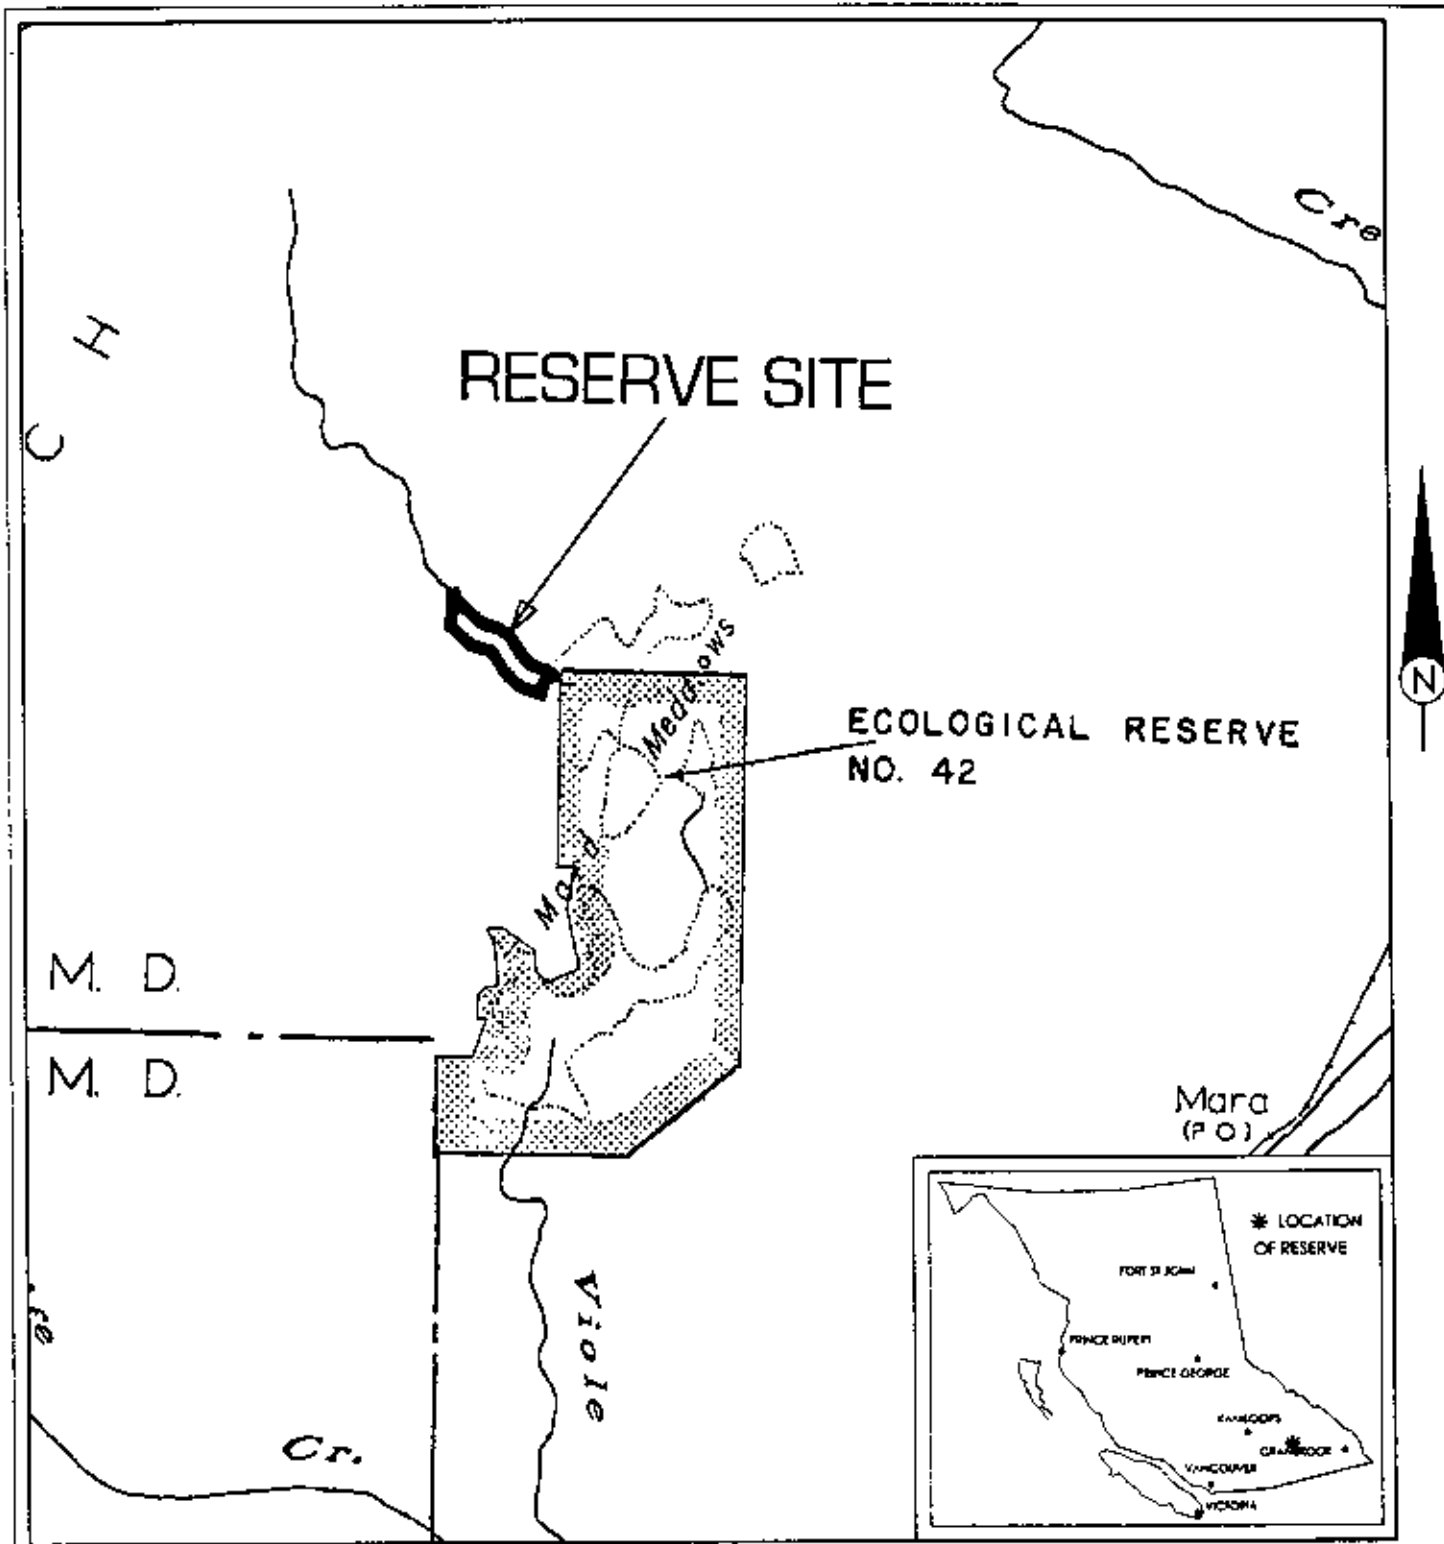 Cre
H
C
RESERVE SITE
Meadows
ECOLOGICAL RESERVE
NO. 42
N
M. D.
M. D.
Mara
(P O)
Viole
Cr.
LOCATION
OF RESERVE
FORT ST JOHN
PRINCE RUPERT
PRINCE GEORGE
KAMLOOPS
CRANBROOK
VANCOUVER
VICTORIA